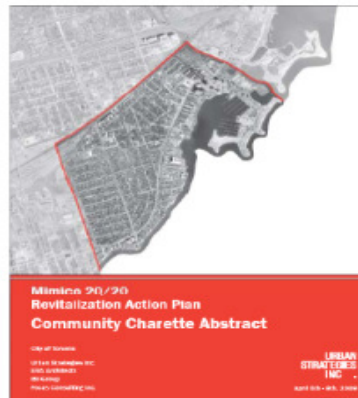 Mimico 20/20
Revitalization Action Plan
Community Charette Abstract
City of Toronto
Urban Strategies Inc.
URBAN
STRATEGIES
INC .